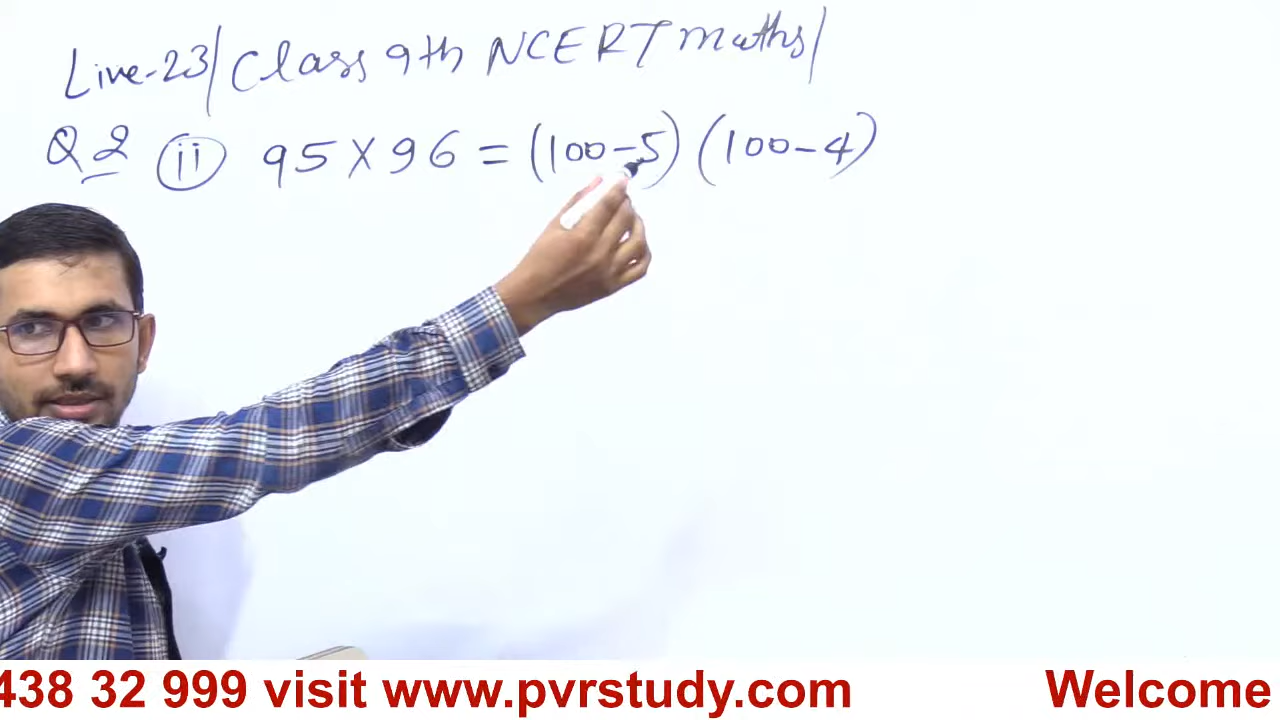 Live-23/ Class 9th NCERT maths/
Q2 (ii) 95 X 96 = (100-5) (100-4)
438 32 999 visit www.pvrstudy.com Welcome